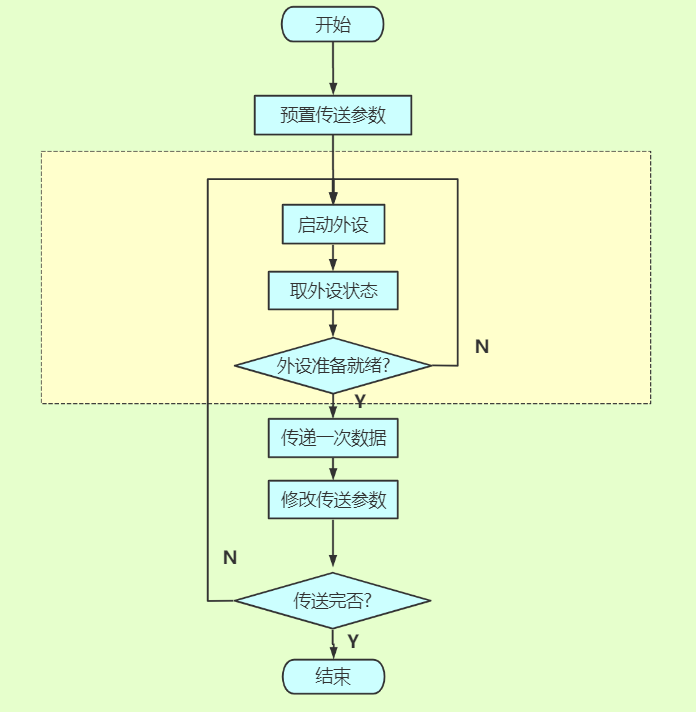 开始
预置传送参数
启动外设
取外设状态
外设准备就绪?
N
Y
传递一次数据
修改传送参数
N
传送完否?
Y
结束